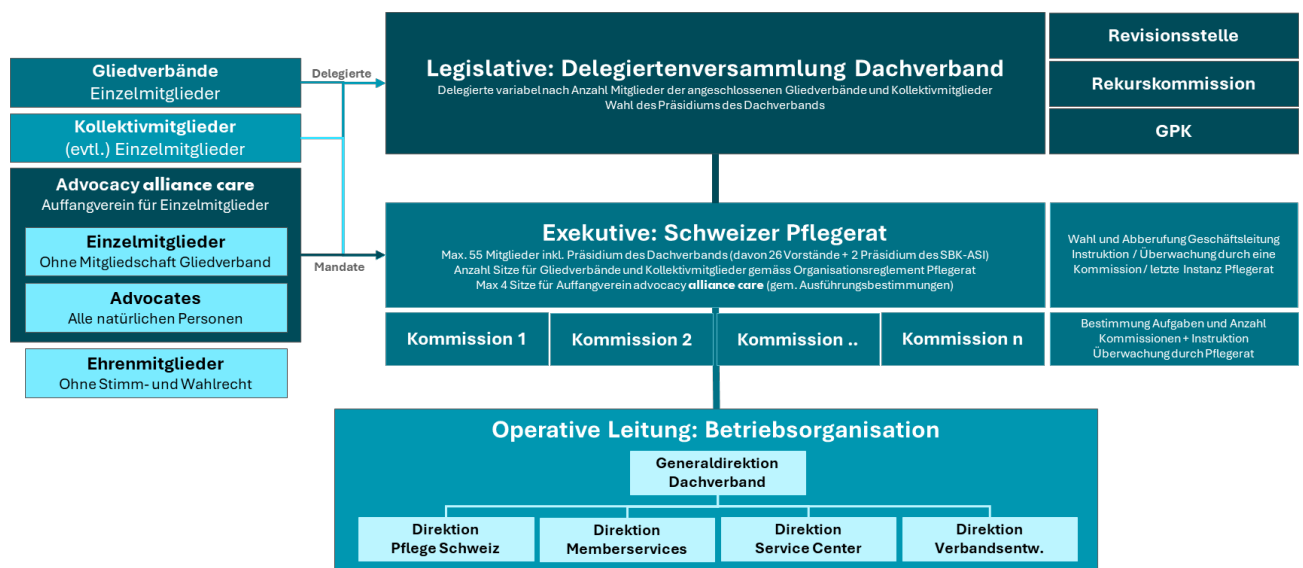 Gliedverbände
Einzelmitglieder
Kollektivmitglieder
(evtl.) Einzelmitglieder
Advocacy alliance care
Auffangverein für Einzelmitglieder
Einzelmitglieder
Ohne Mitgliedschaft Gliedverband
Advocates
Alle natürlichen Personen
Ehrenmitglieder
Ohne Stimm- und Wahlrecht
Delegierte
Mandate
Legislative: Delegiertenversammlung Dachverband
Delegierte variabel nach Anzahl Mitglieder der angeschlossenen Gliedverbände und Kollektivmitglieder
Wahl des Präsidiums des Dachverbands
Revisionsstelle
Rekurskommission
GPK
Exekutive: Schweizer Pflegerat
Max. 55 Mitglieder inkl. Präsidium des Dachverbands (davon 26 Vorstände + 2 Präsidium des SBK-ASI)
Anzahl Sitze für Gliedverbände und Kollektivmitglieder gemäss Organisationsreglement Pflegerat
Max 4 Sitze für Auffangverein advocacy alliance care (gem. Ausführungsbestimmungen)
Wahl und Abberufung Geschäftsleitung
Instruktion / Überwachung durch eine
Kommission / letzte Instanz Pflegerat
Kommission 1
Kommission 2
Kommission ..
Kommission n
Bestimmung Aufgaben und Anzahl
Kommissionen + Instruktion
Überwachung durch Pflegerat
Operative Leitung: Betriebsorganisation
Generaldirektion
Dachverband
Direktion
Pflege Schweiz
Direktion
Memberservices
Direktion
Service Center
Direktion
Verbandsentw.